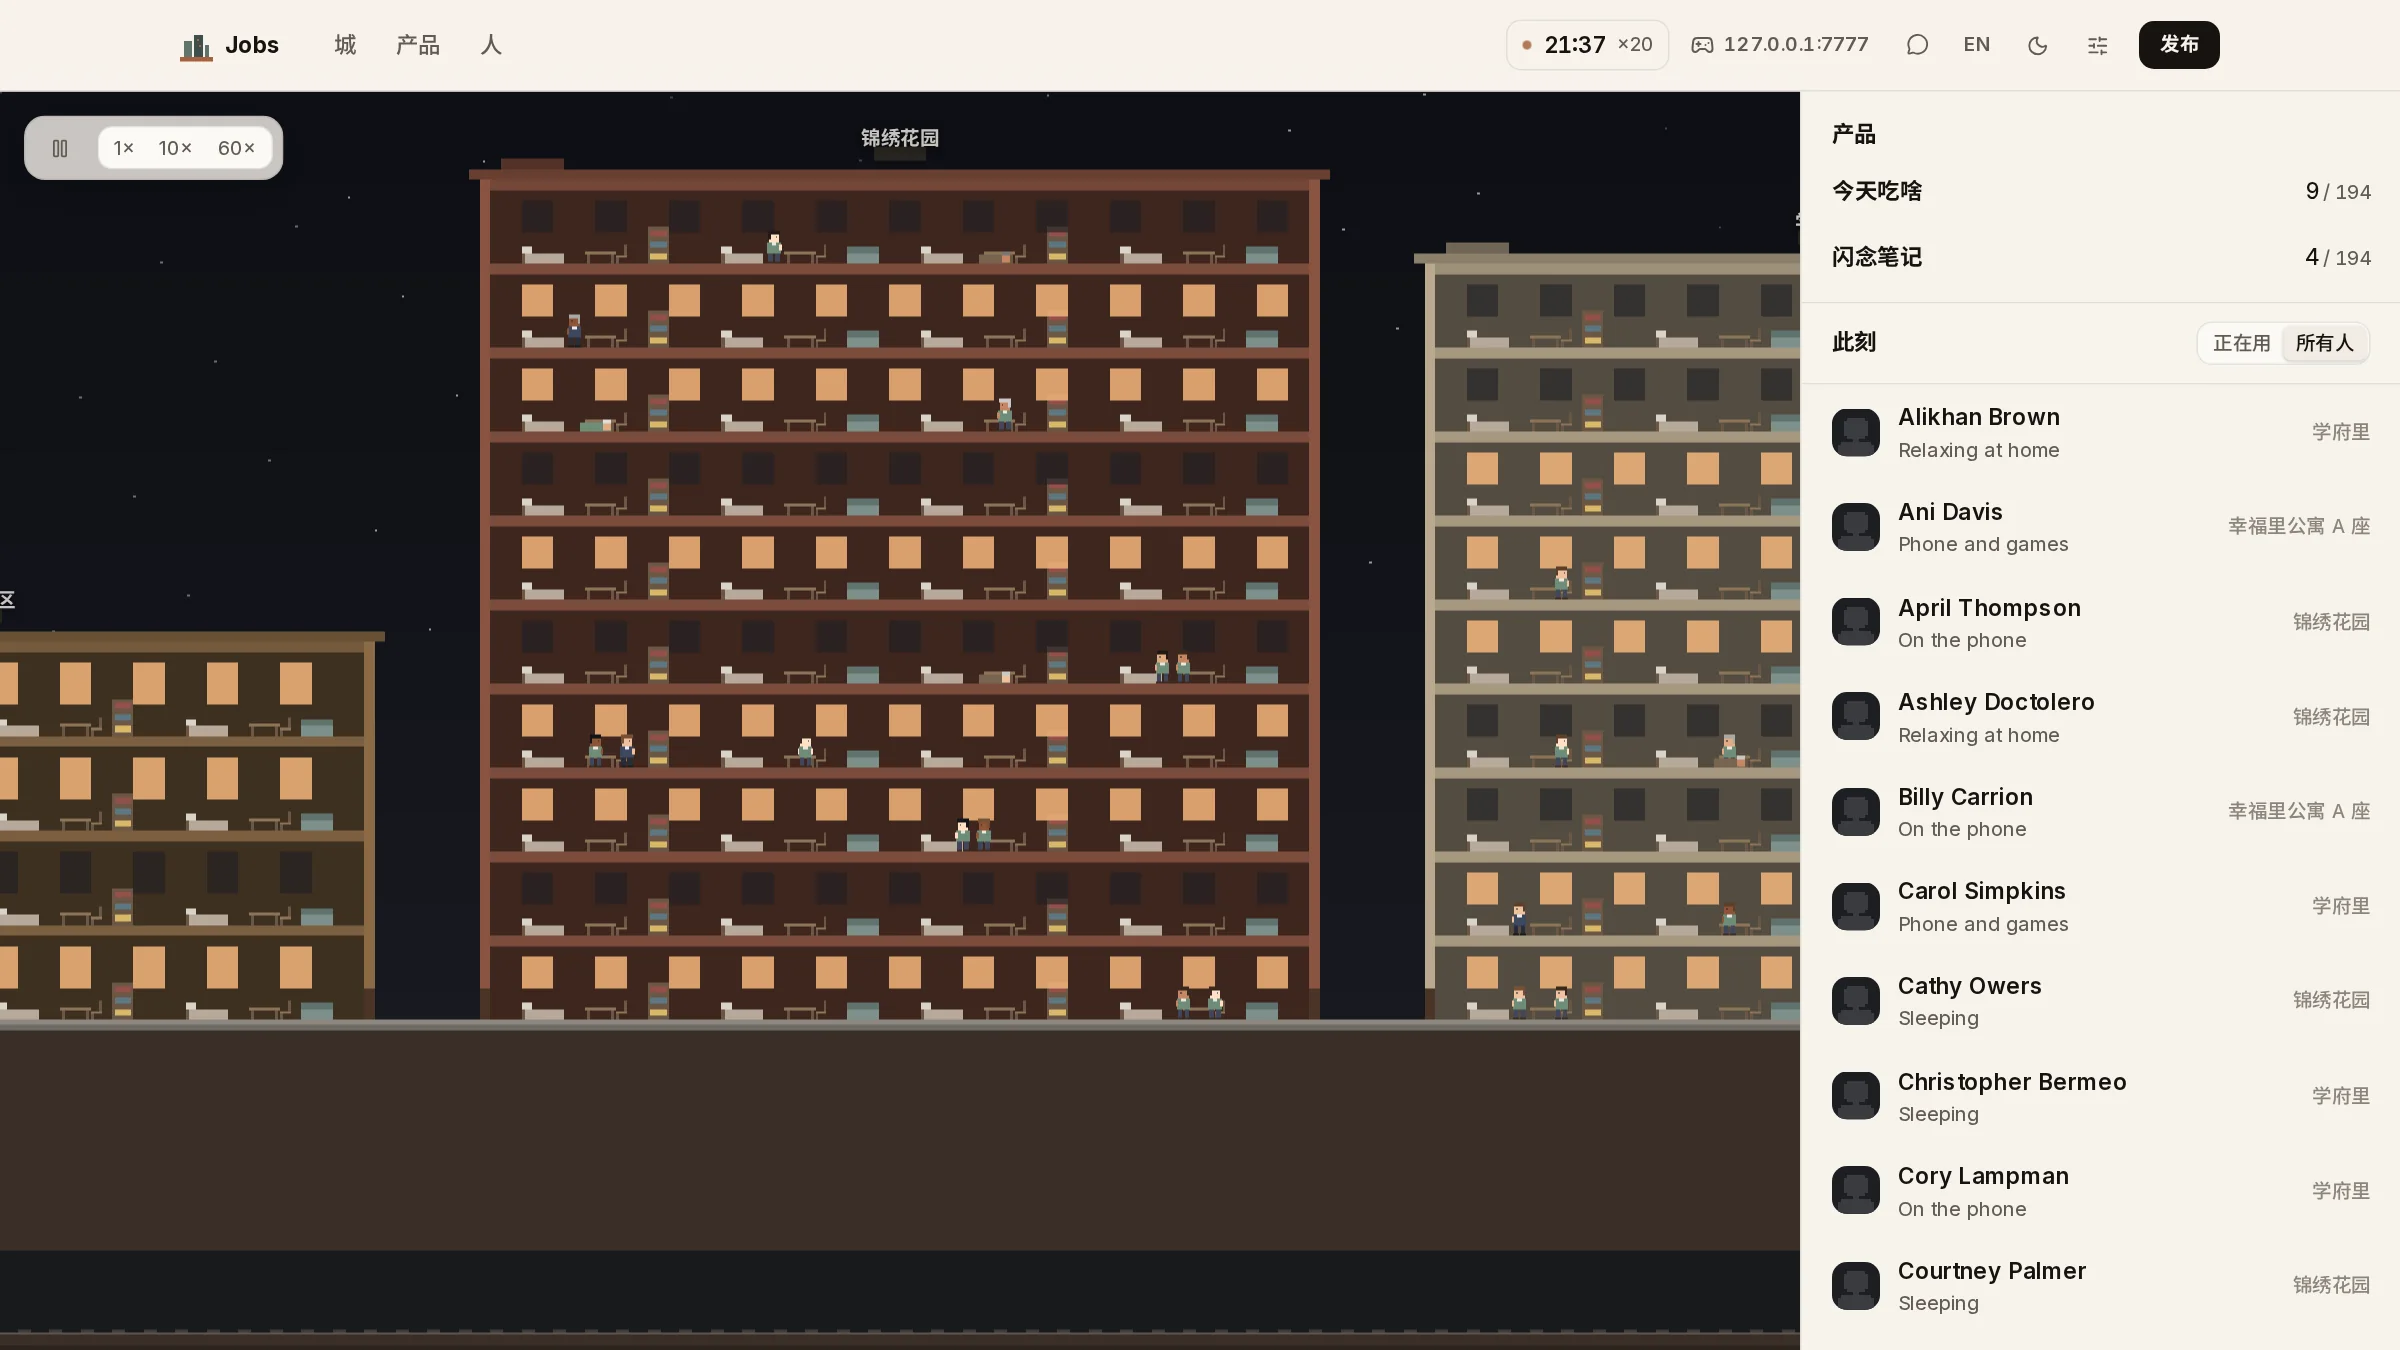 Jobs 城 产品 人 21:37 ×20 127.0.0.1:7777 EN 发布
1× 10× 60×
锦绣花园
区
产品
今天吃啥 9 / 194
闪念笔记 4 / 194
此刻 正在用 所有人
Alikhan Brown
Relaxing at home
学府里
Ani Davis
Phone and games
幸福里公寓 A 座
April Thompson
On the phone
锦绣花园
Ashley Doctolero
Relaxing at home
锦绣花园
Billy Carrion
On the phone
幸福里公寓 A 座
Carol Simpkins
Phone and games
学府里
Cathy Owers
Sleeping
锦绣花园
Christopher Bermeo
Sleeping
学府里
Cory Lampman
On the phone
学府里
Courtney Palmer
Sleeping
锦绣花园